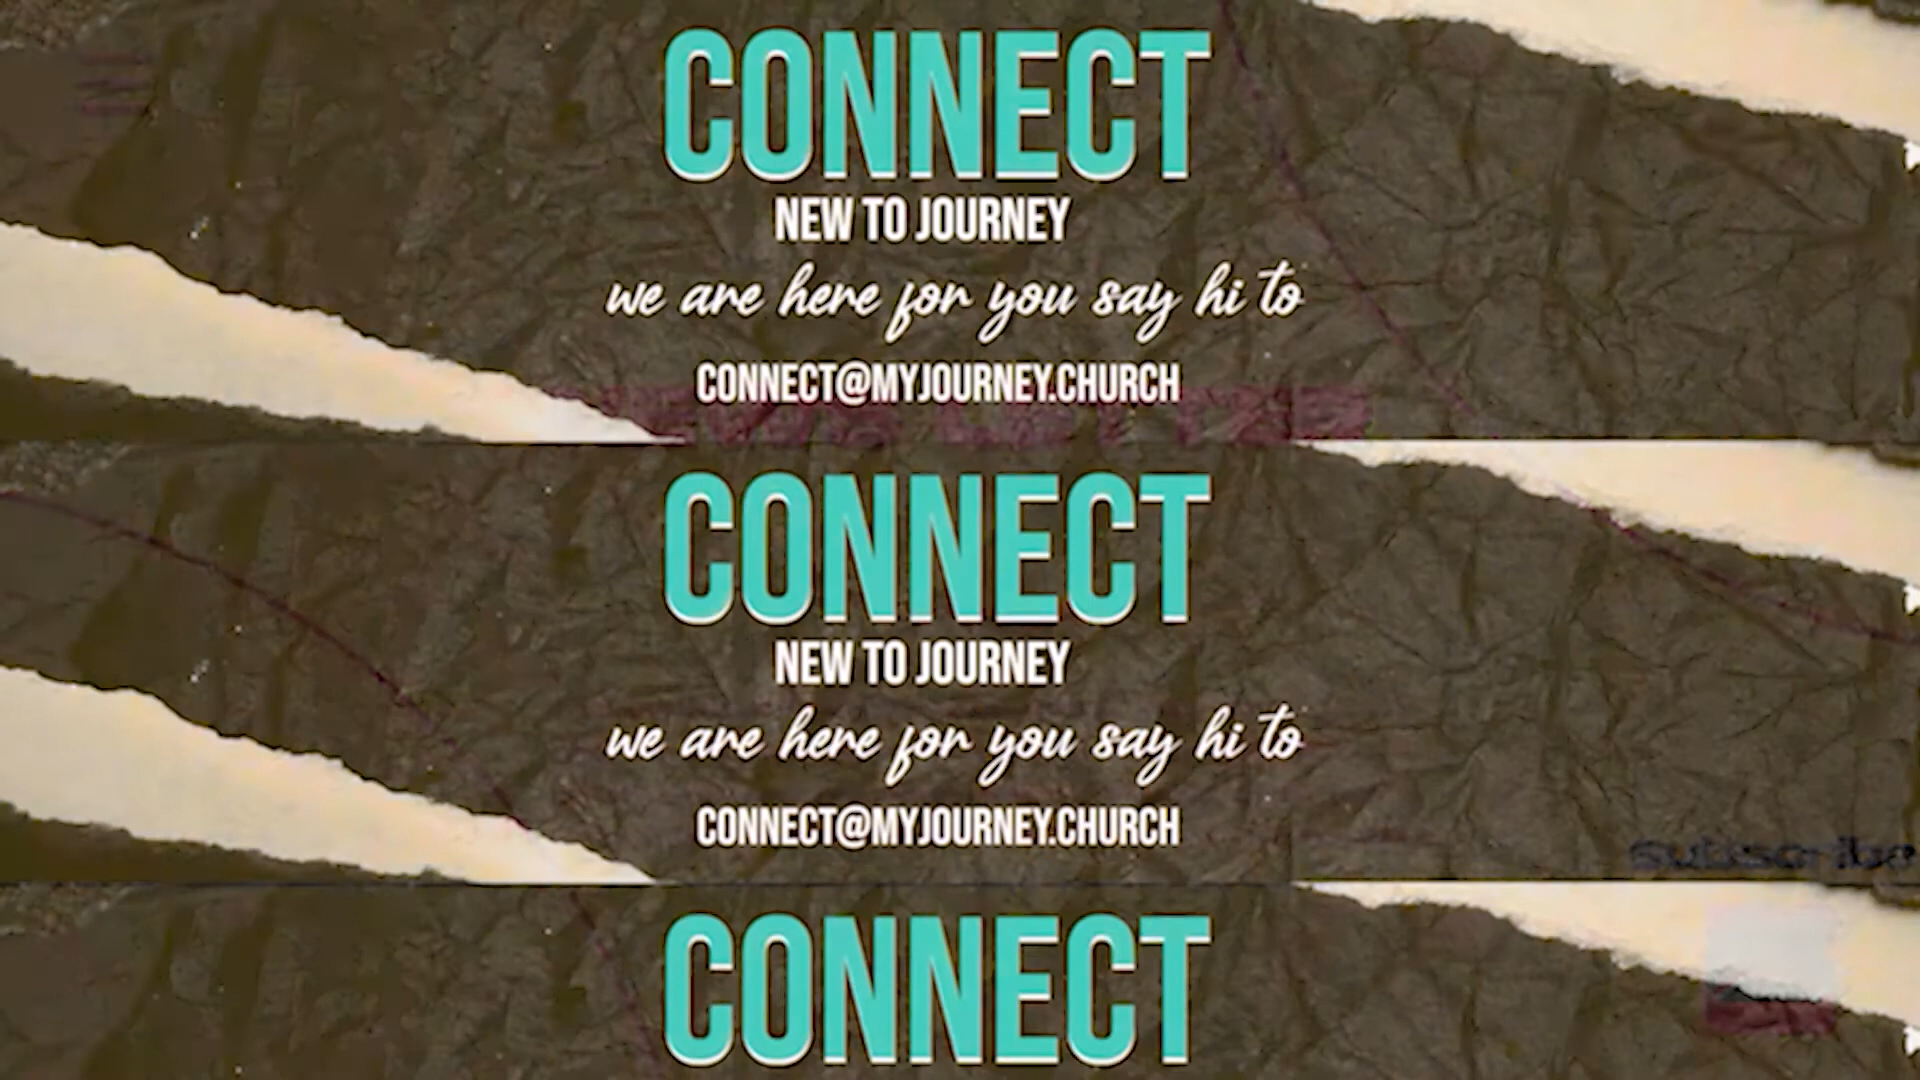 CONNECT
NEW TO JOURNEY
we are here for you say hi to
CONNECT@MYJOURNEY.CHURCH
CONNECT
NEW TO JOURNEY
we are here for you say hi to
CONNECT@MYJOURNEY.CHURCH
subscribe
CONNECT